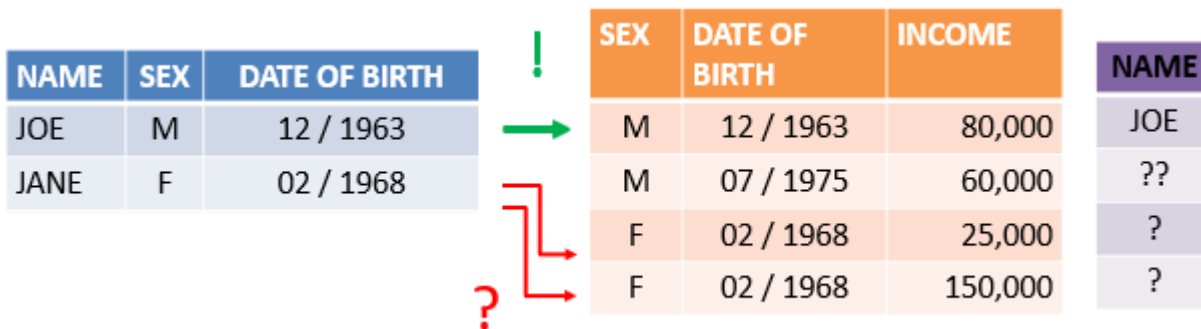 NAME SEX DATE OF BIRTH
JOE M 12 / 1963
JANE F 02 / 1968
!
?
SEX DATE OF BIRTH INCOME
M 12 / 1963 80,000
M 07 / 1975 60,000
F 02 / 1968 25,000
F 02 / 1968 150,000
NAME
JOE
??
?
?